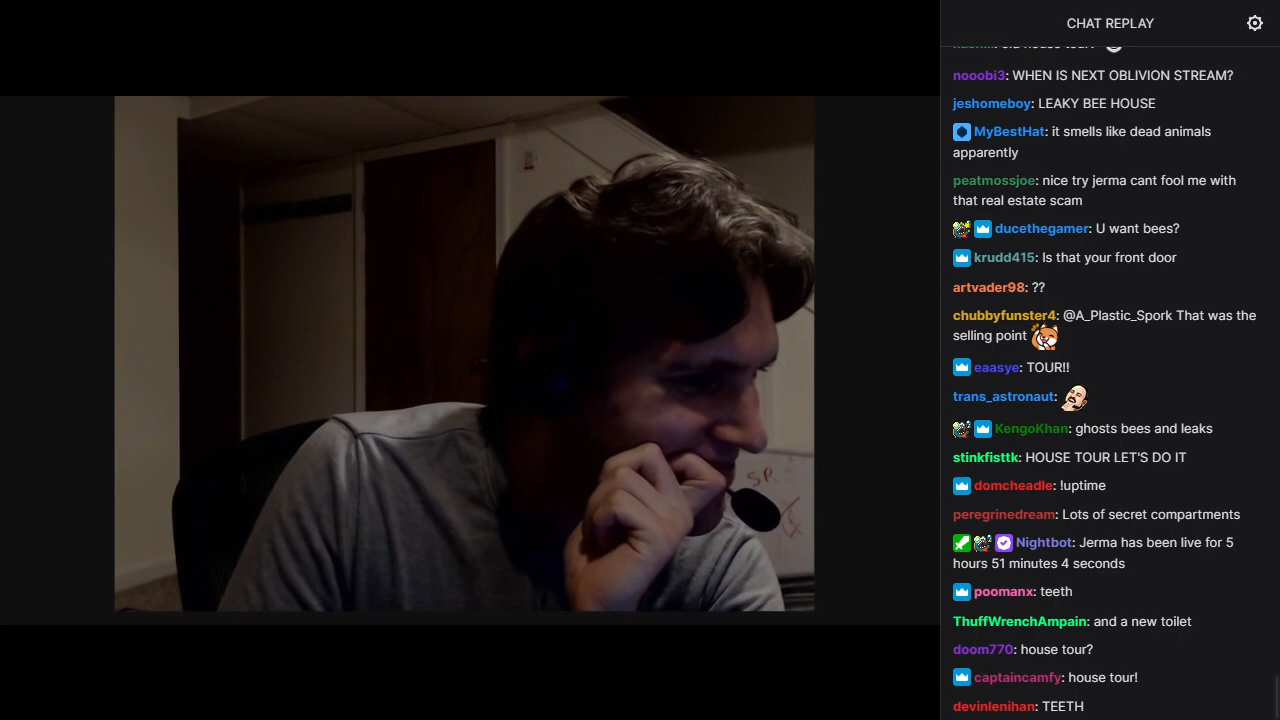 CHAT REPLAY
nooobi3: WHEN IS NEXT OBLIVION STREAM?
jeshomeboy: LEAKY BEE HOUSE
MyBestHat: it smells like dead animals
apparently
peatmossjoe: nice try jerma cant fool me with
that real estate scam
ducethegamer: U want bees?
krudd415: Is that your front door
artvader98: ??
chubbyfunster4: @A_Plastic_Spork That was the
selling point
eaasye: TOUR!!
trans_astronaut:
KengoKhan: ghosts bees and leaks
stinkfisttk: HOUSE TOUR LET'S DO IT
domcheadle: !uptime
peregrinedream: Lots of secret compartments
Nightbot: Jerma has been live for 5
hours 51 minutes 4 seconds
poomanx: teeth
ThuffWrenchAmpain: and a new toilet
doom770: house tour?
captaincamfy: house tour!
devinlenihan: TEETH
SP